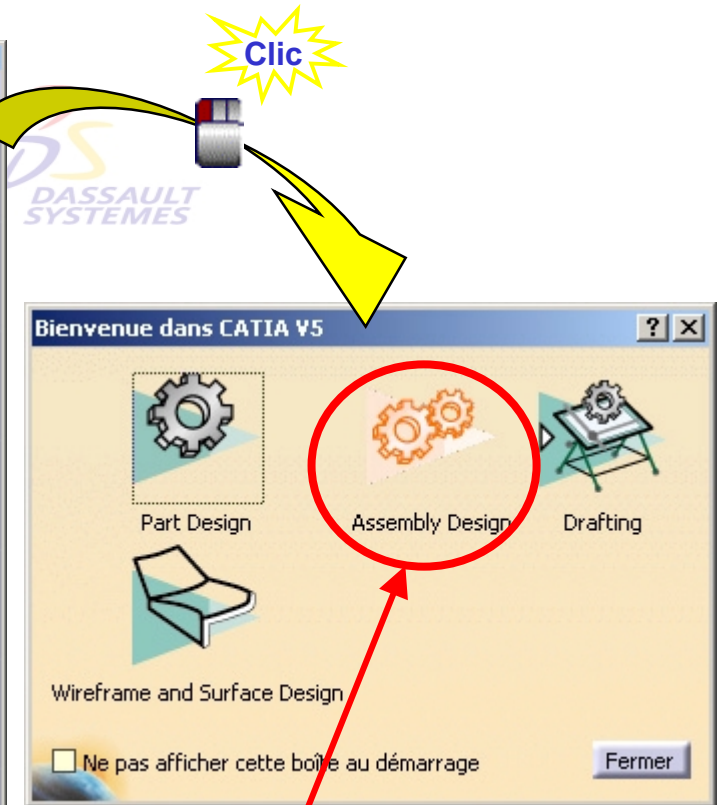 Clic
DS
DASSAULT
SYSTEMES
Bienvenue dans CATIA V5
Part Design
Assembly Design
Drafting
Wireframe and Surface Design
Ne pas afficher cette boîte au démarrage
Fermer